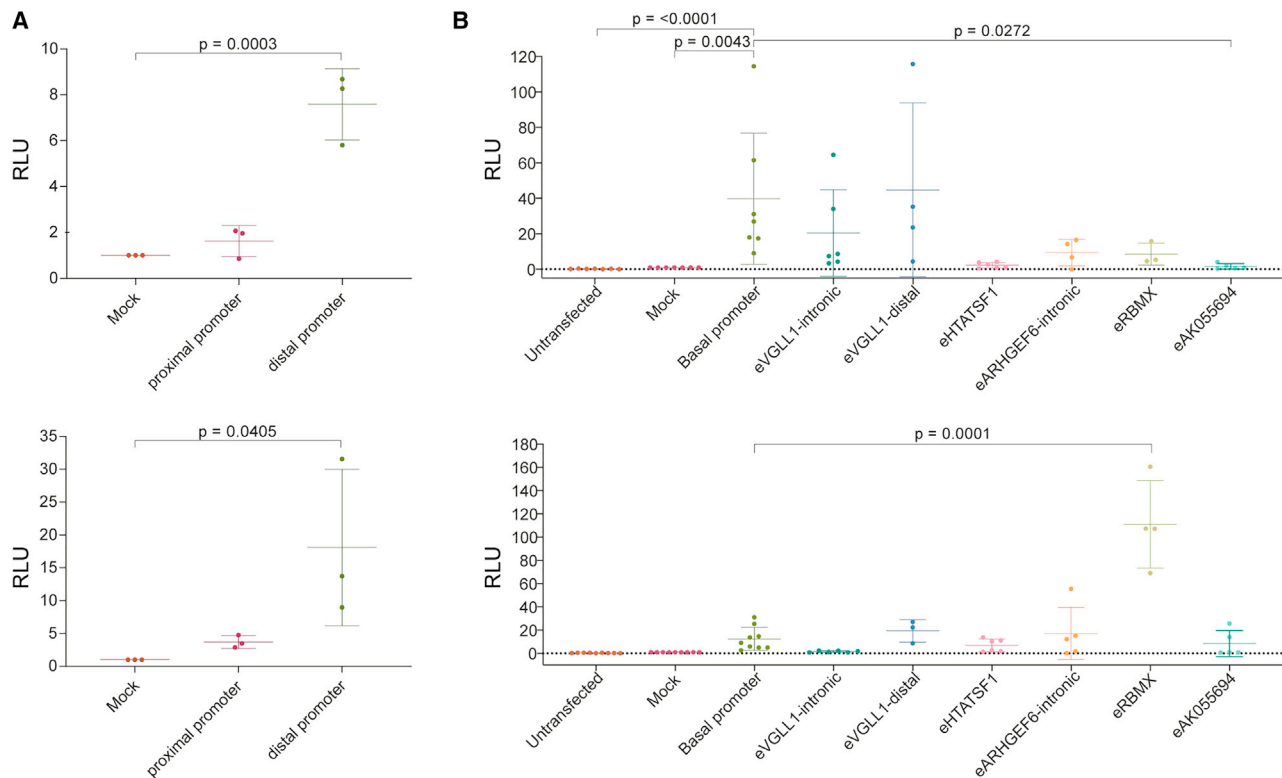 A
p = 0.0003
10
8
6
4
2
0
RLU
Mock
proximal promoter
distal promoter
B
p = <0.0001
p = 0.0043
p = 0.0272
120
100
80
60
40
20
0
RLU
Untransfected
Mock
Basal promoter
eVGLL1-intronic
eVGLL1-distal
eHTATSF1
eARHGEF6-intronic
eRBMX
eAK055694
p = 0.0405
35
30
25
20
15
10
5
0
RLU
Mock
proximal promoter
distal promoter
p = 0.0001
180
160
140
120
100
80
60
40
20
0
RLU
Untransfected
Mock
Basal promoter
eVGLL1-intronic
eVGLL1-distal
eHTATSF1
eARHGEF6-intronic
eRBMX
eAK055694